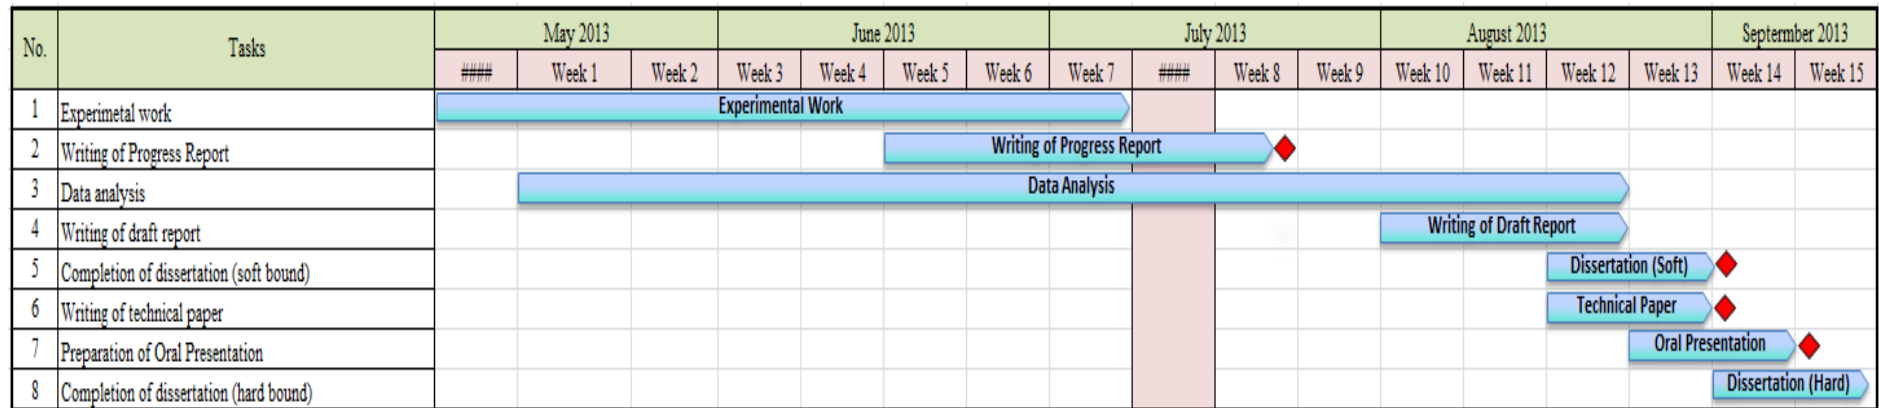 No. Tasks May 2013 June 2013 July 2013 August 2013 Septermber 2013
#### Week 1 Week 2 Week 3 Week 4 Week 5 Week 6 Week 7 #### Week 8 Week 9 Week 10 Week 11 Week 12 Week 13 Week 14 Week 15
1 Experimetal work Experimental Work
2 Writing of Progress Report Writing of Progress Report
3 Data analysis Data Analysis
4 Writing of draft report Writing of Draft Report
5 Completion of dissertation (soft bound) Dissertation (Soft)
6 Writing of technical paper Technical Paper
7 Preparation of Oral Presentation Oral Presentation
8 Completion of dissertation (hard bound) Dissertation (Hard)